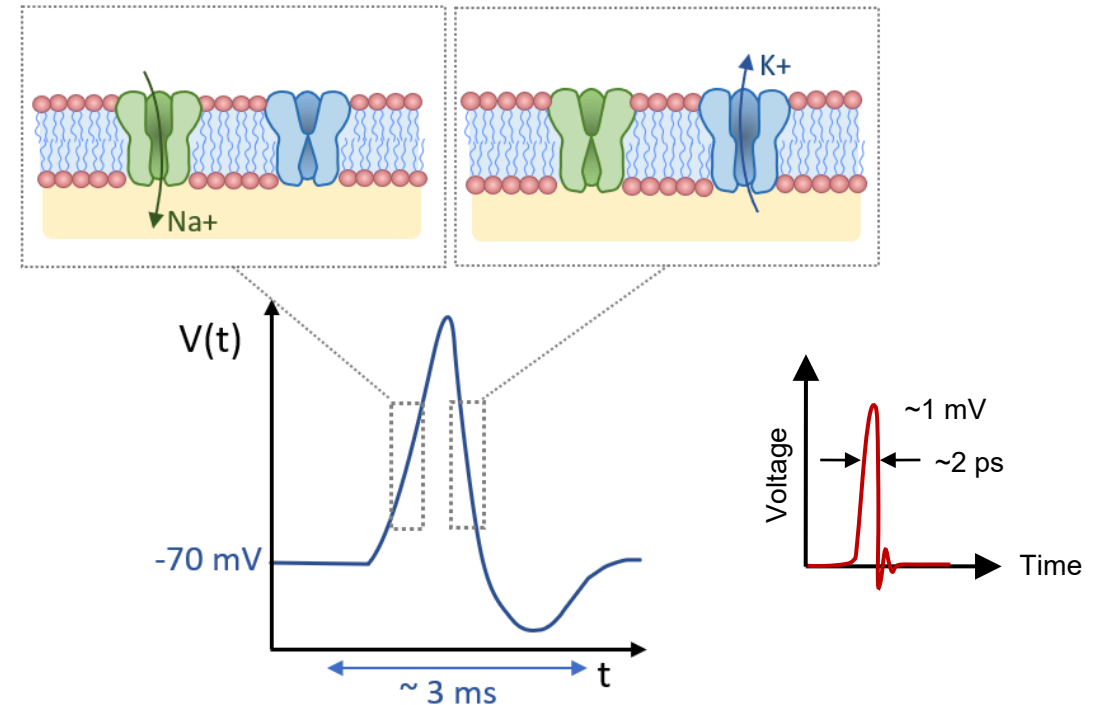 Na+
K+
V(t)
-70 mV
~ 3 ms
t
Voltage
~1 mV
~2 ps
Time